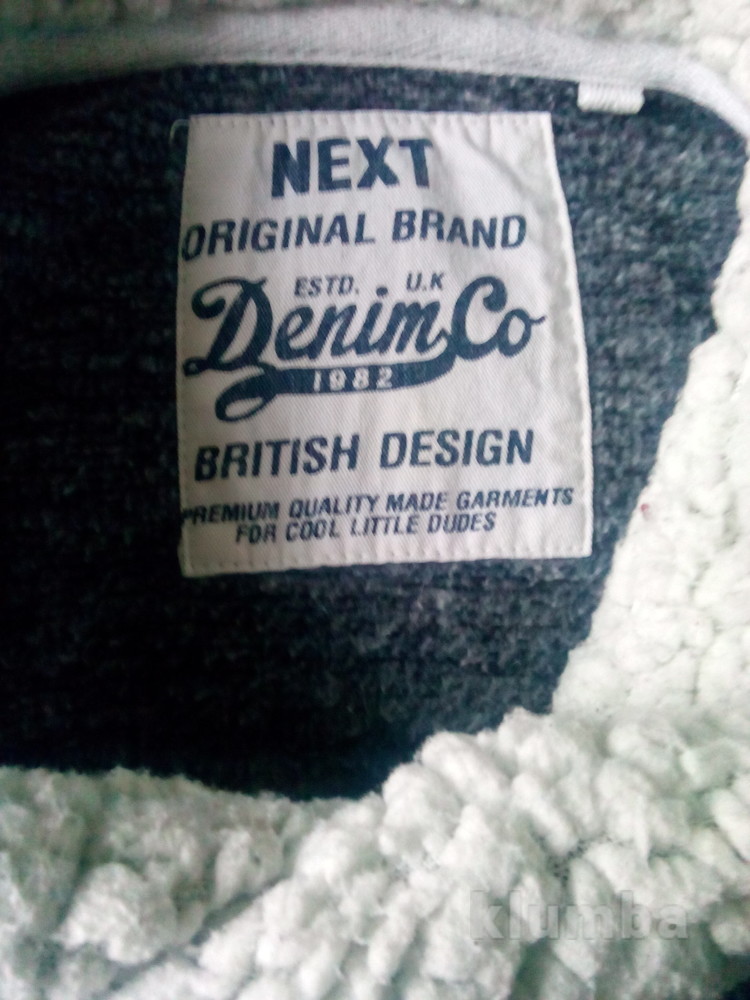 NEXT
ORIGINAL BRAND
ESTD. U.K
DenimCo
1982
BRITISH DESIGN
PREMIUM QUALITY MADE GARMENTS
FOR COOL LITTLE DUDES
klumba